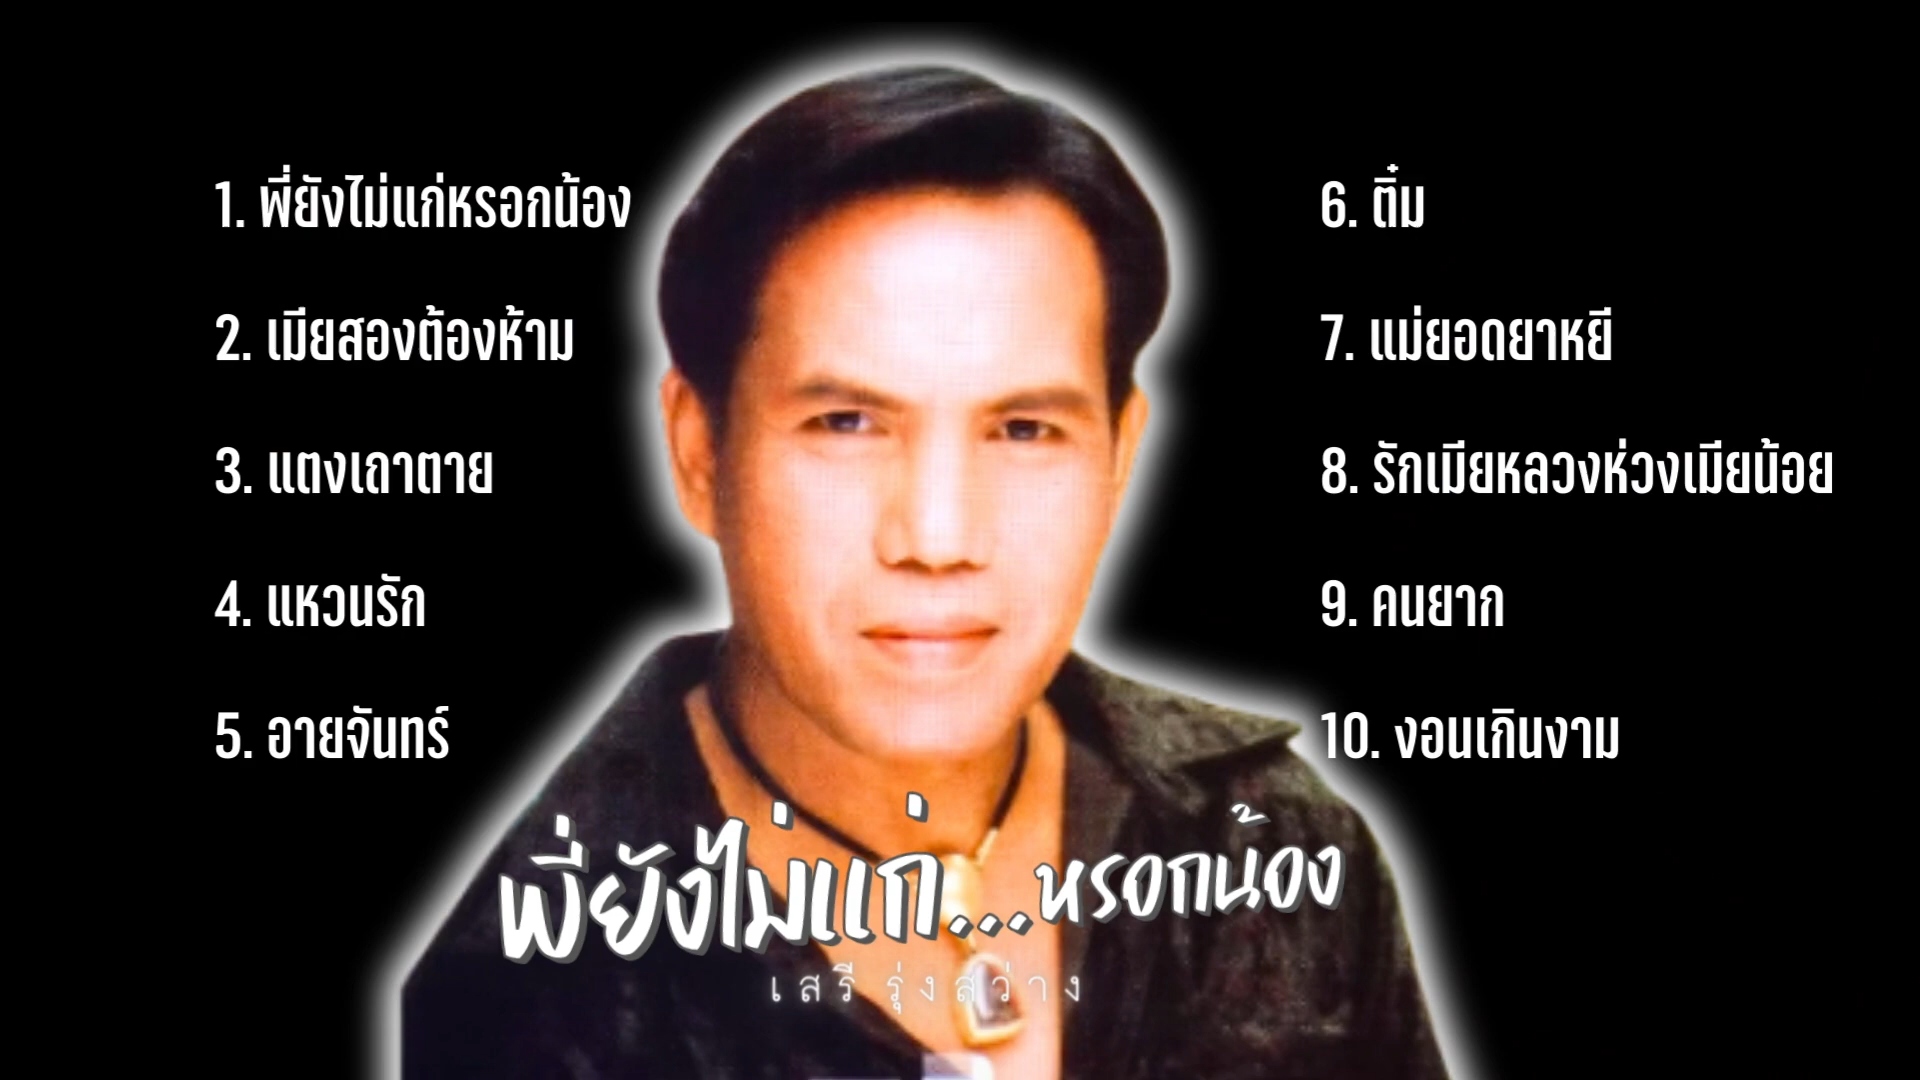 1. พี่ยังไม่แก่หรอกน้อง
2. เมียสองต้องห้าม
3. แตงเถาตาย
4. แหวนรัก
5. อายจันทร์
6. ติ๋ม
7. แม่ยอดยาหยี
8. รักเมียหลวงห่วงเมียน้อย
9. คนยาก
10. งอนเกินงาม
พี่ยังไม่แก่...หรอกน้อง
เสรี รุ่งสว่าง